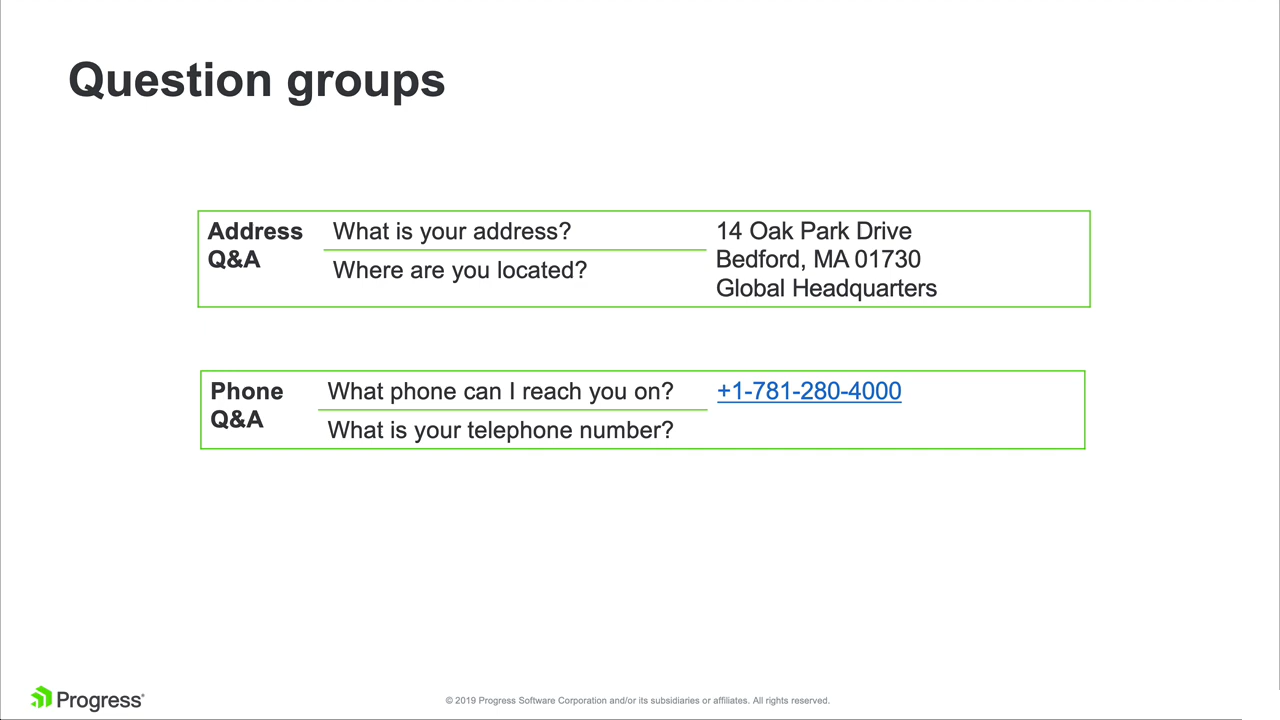 Question groups
Address What is your address? 14 Oak Park Drive
Q&A Where are you located? Bedford, MA 01730
Global Headquarters
Phone What phone can I reach you on? +1-781-280-4000
Q&A What is your telephone number?
Progress®
© 2019 Progress Software Corporation and/or its subsidiaries or affiliates. All rights reserved.